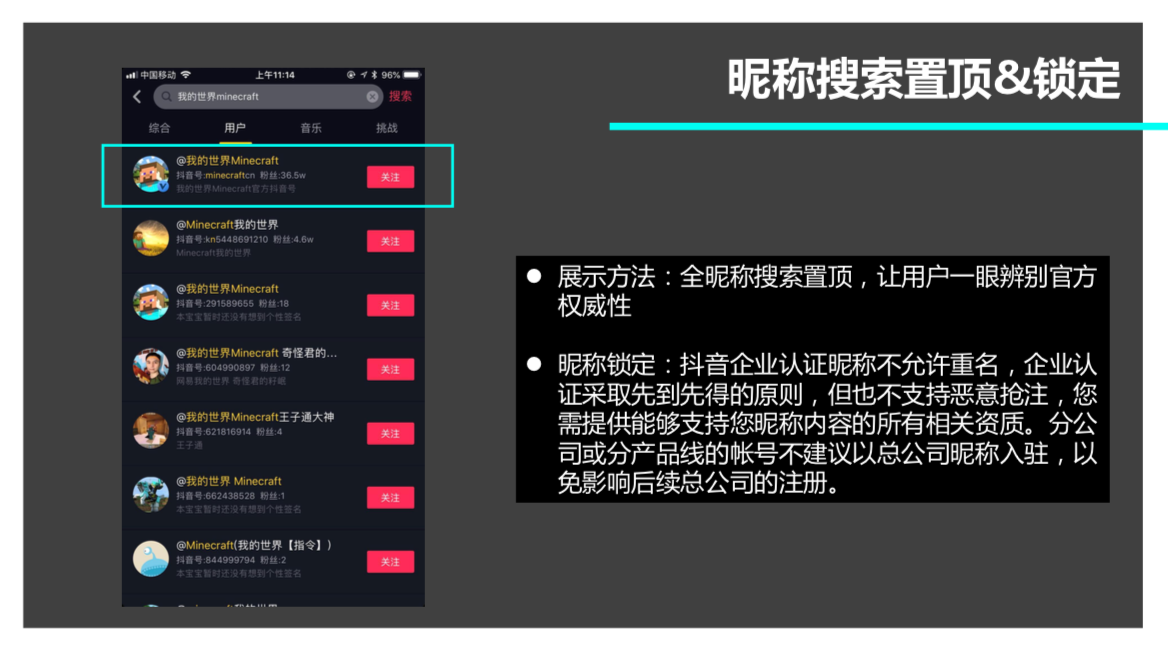 昵称搜索置顶&锁定
中国移动 上午11:14 96%
我的世界minecraft 搜索
综合 用户 音乐 挑战
@我的世界Minecraft
抖音号:minecraftcn 粉丝:36.5w
我的世界Minecraft官方抖音号
关注
@Minecraft我的世界
抖音号:kn5448691210 粉丝:4.6w
Minecraft我的世界
关注
@我的世界Minecraft
抖音号:291589655 粉丝:18
本宝宝暂时还没有想到个性签名
关注
@我的世界Minecraft 奇怪君的...
抖音号:604990897 粉丝:12
网易我的世界 奇怪君的好
关注
@我的世界Minecraft王子通大神
抖音号:621816914 粉丝:4
王子通
关注
@我的世界 Minecraft
抖音号:662438528 粉丝:1
本宝宝暂时还没有想到个性签名
关注
@Minecraft(我的世界【指令】)
抖音号:844999794 粉丝:2
本宝宝暂时还没有想到个性签名
关注
● 展示方法：全昵称搜索置顶，让用户一眼辨别官方
权威性
● 昵称锁定：抖音企业认证昵称不允许重名，企业认
证采取先到先得的原则，但也不支持恶意抢注，您
需提供能够支持您昵称内容的所有相关资质。分公
司或分产品线的帐号不建议以总公司昵称入驻，以
免影响后续总公司的注册。